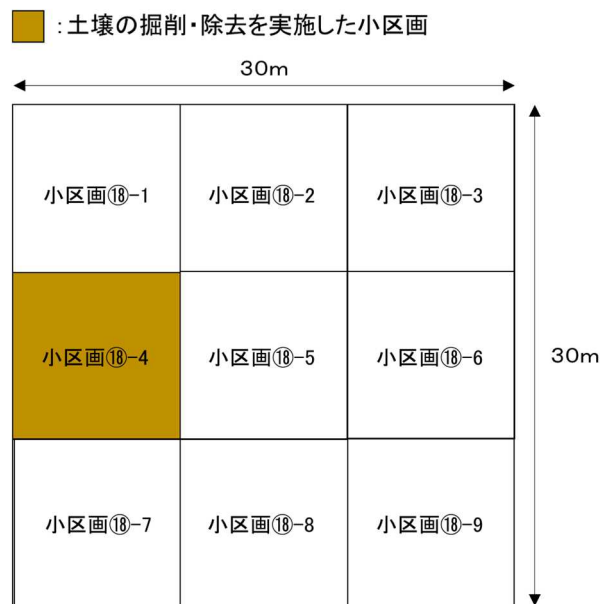 ：土壌の掘削・除去を実施した小区画
30m
小区画⑱-1 小区画⑱-2 小区画⑱-3
小区画⑱-4 小区画⑱-5 小区画⑱-6
30m
小区画⑱-7 小区画⑱-8 小区画⑱-9